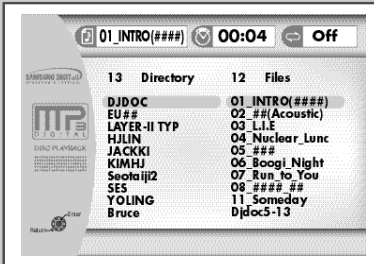 01_INTRO(####) 00:04 Off
SAMSUNG DIGITall
13 Directory 12 Files
DJDOC 01_INTRO(####)
EU## 02_##(Acoustic)
LAYER-II TYP 03_L.I.E
HJLIN 04_Nuclear_Lunc
JACKKI 05_###
KIMHJ 06_Boogi_Night
Seotaiji2 07_Run_to_You
SES 08_####_##
YOLING 11_Someday
Bruce Djdoc5-13
MP3
DIGITAL
DISC PLAYBACK
Enter
Return